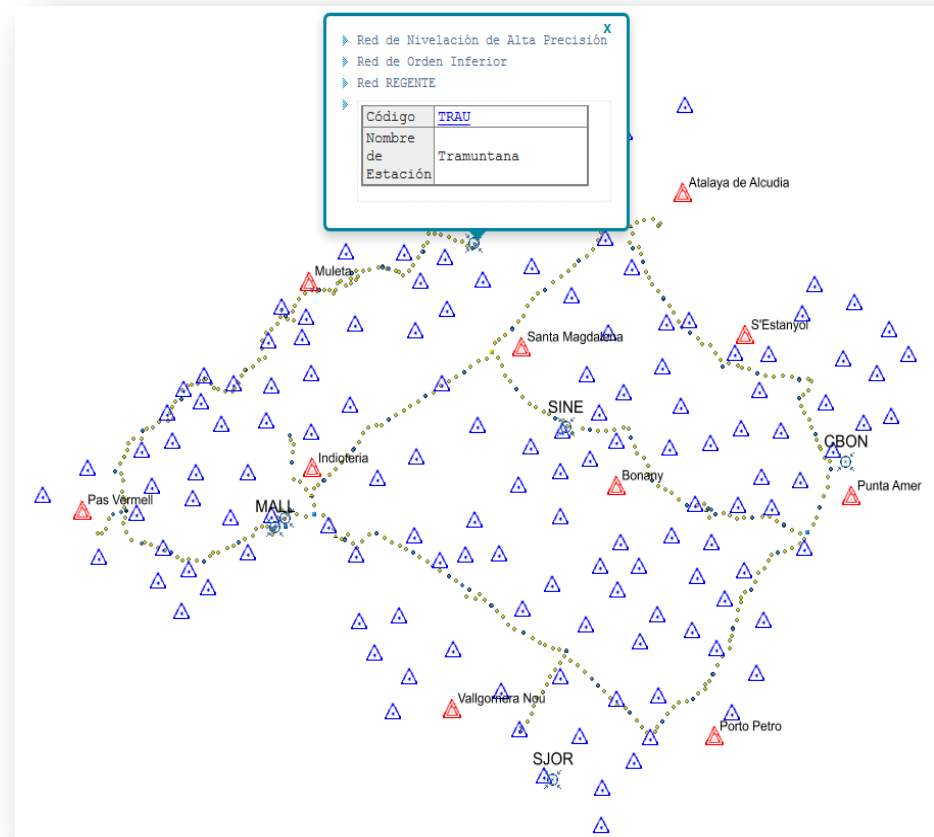 X
Red de Nivelación de Alta Precisión
Red de Orden Inferior
Red REGENTE
Código TRAU
Nombre
de
Estación
Tramuntana
Atalaya de Alcudia
Muleta
S'Estanyol
Santa Magdalena
SINE
CBON
Indioteria
Bonany
Punta Amer
Pas Vermell
MALL
Vallgornera Nou
Porto Petro
SJOR